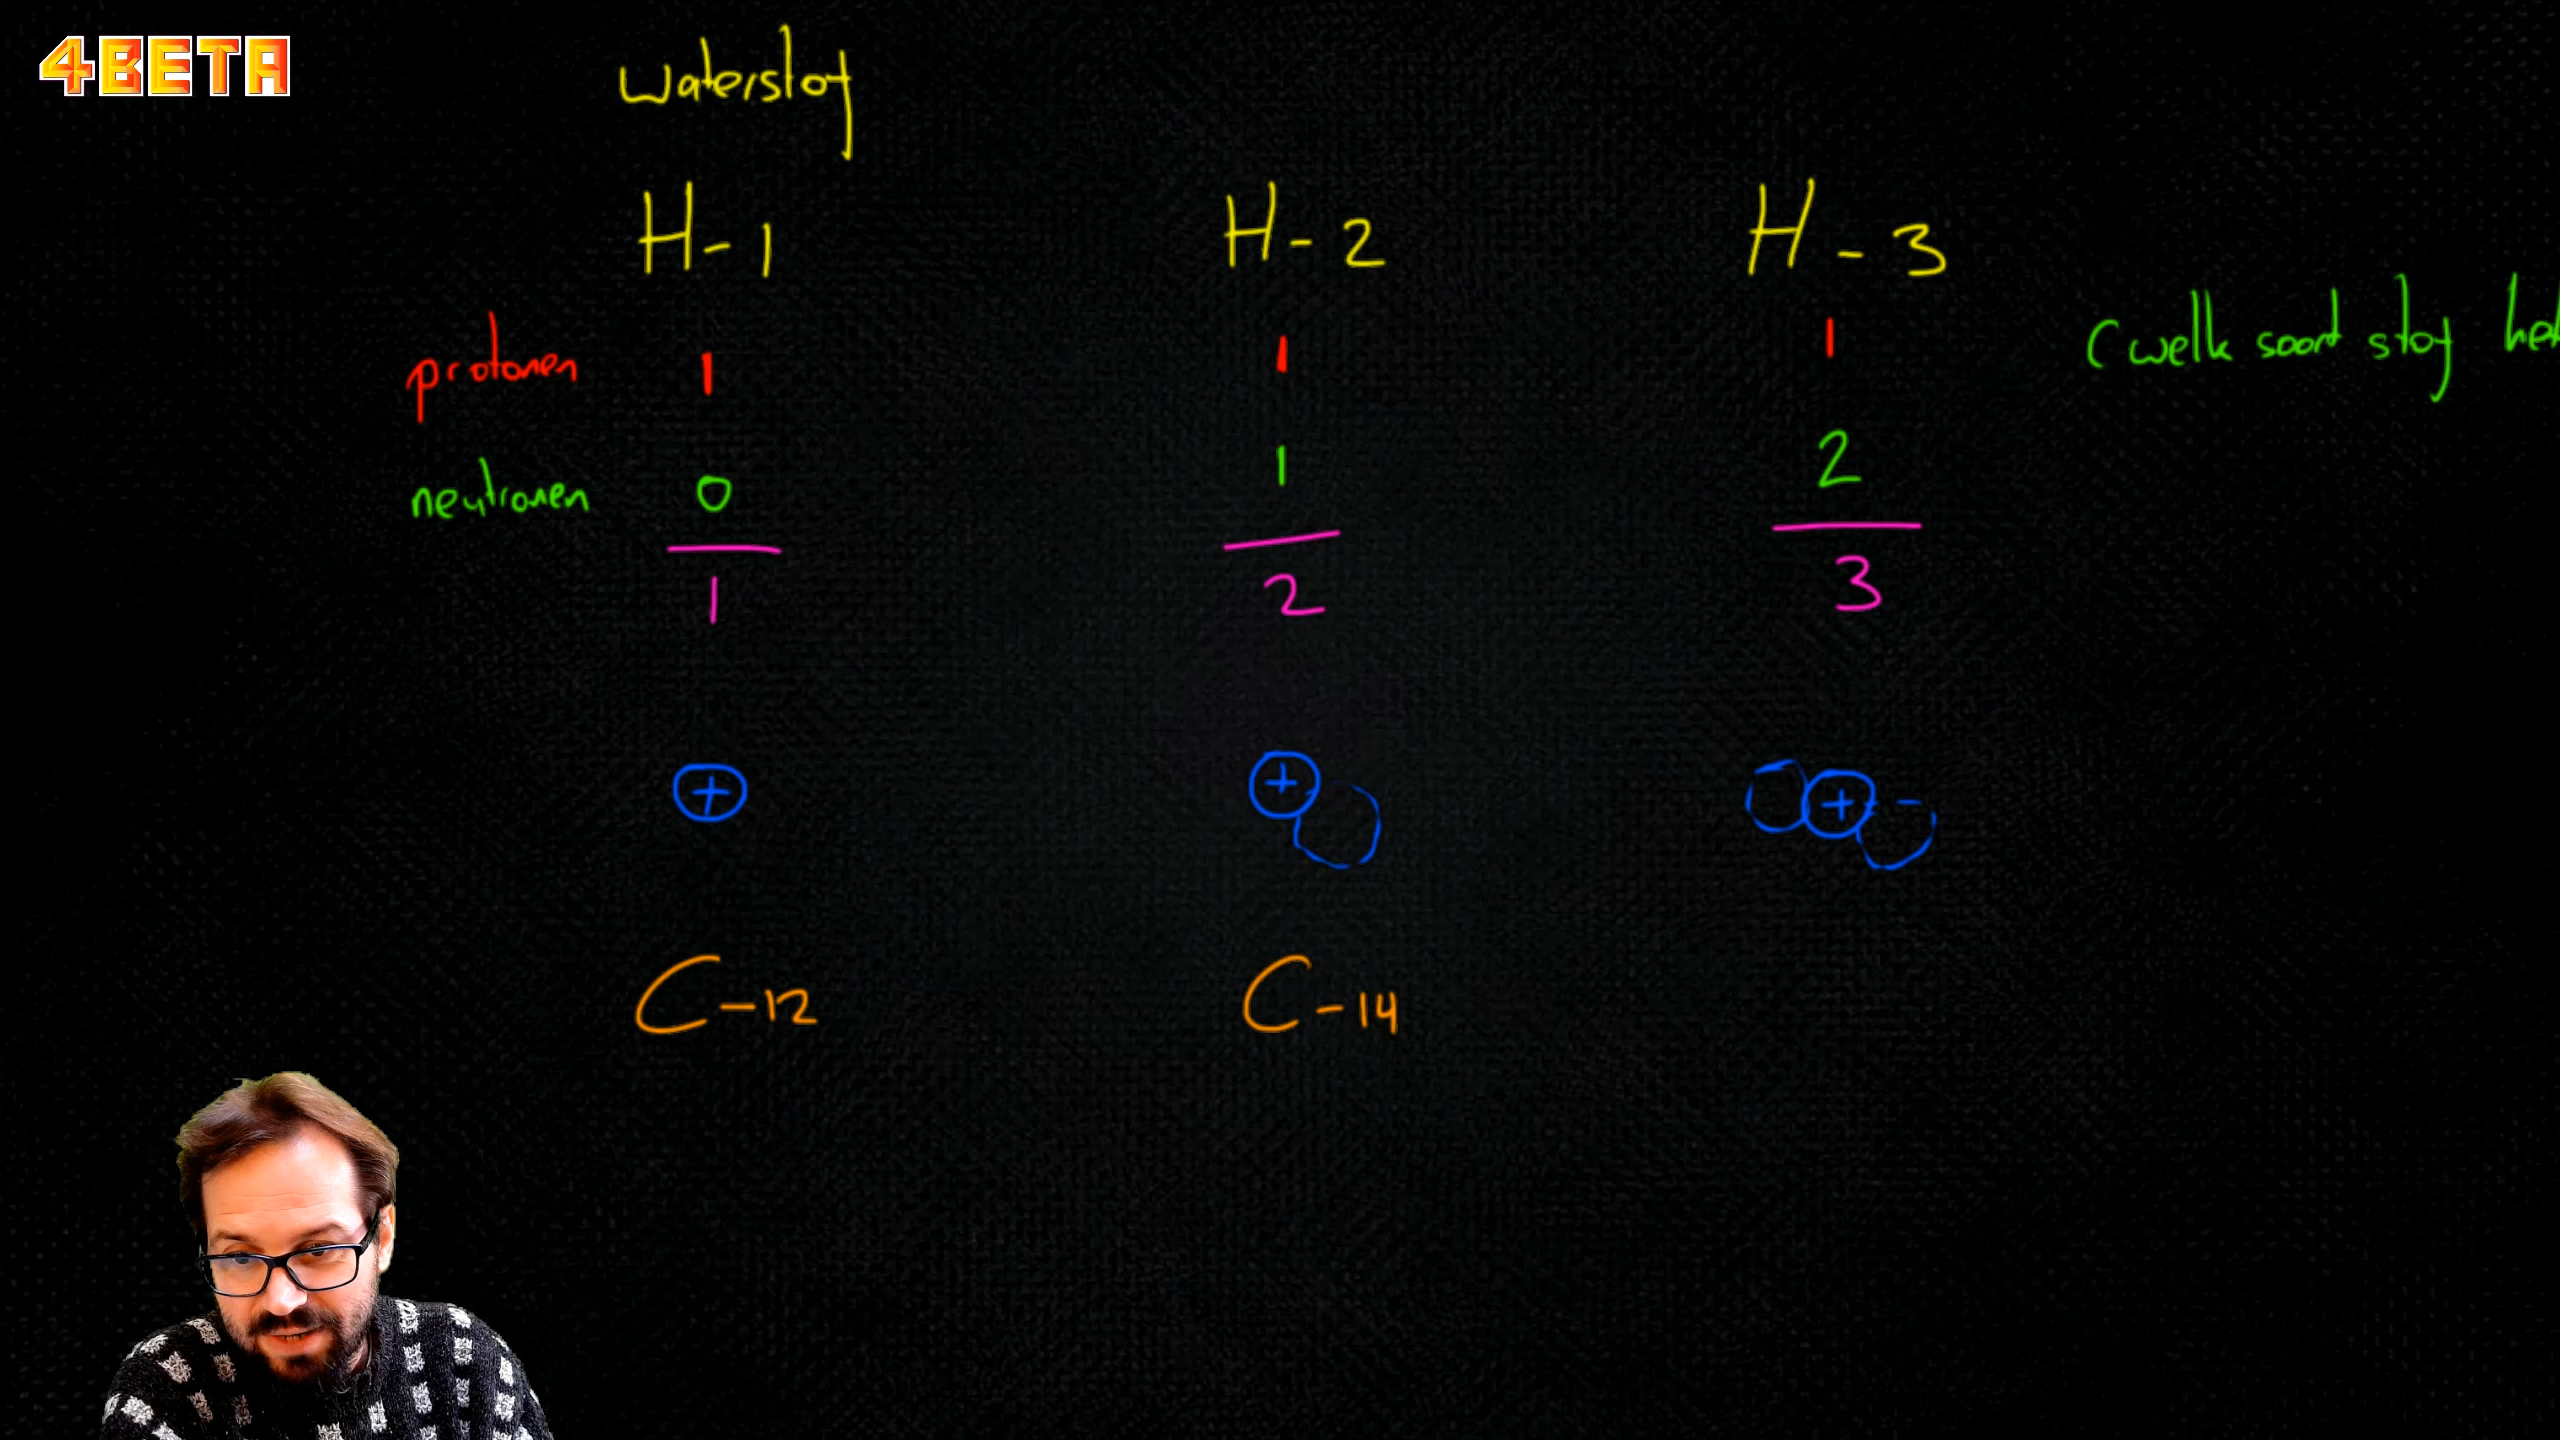 4BETA
waterstof
H-1 H-2 H-3
protonen 1 1 1 (welk soort stof het
neutronen 0 1 2
1 2 3
+ + + -
C-12 C-14